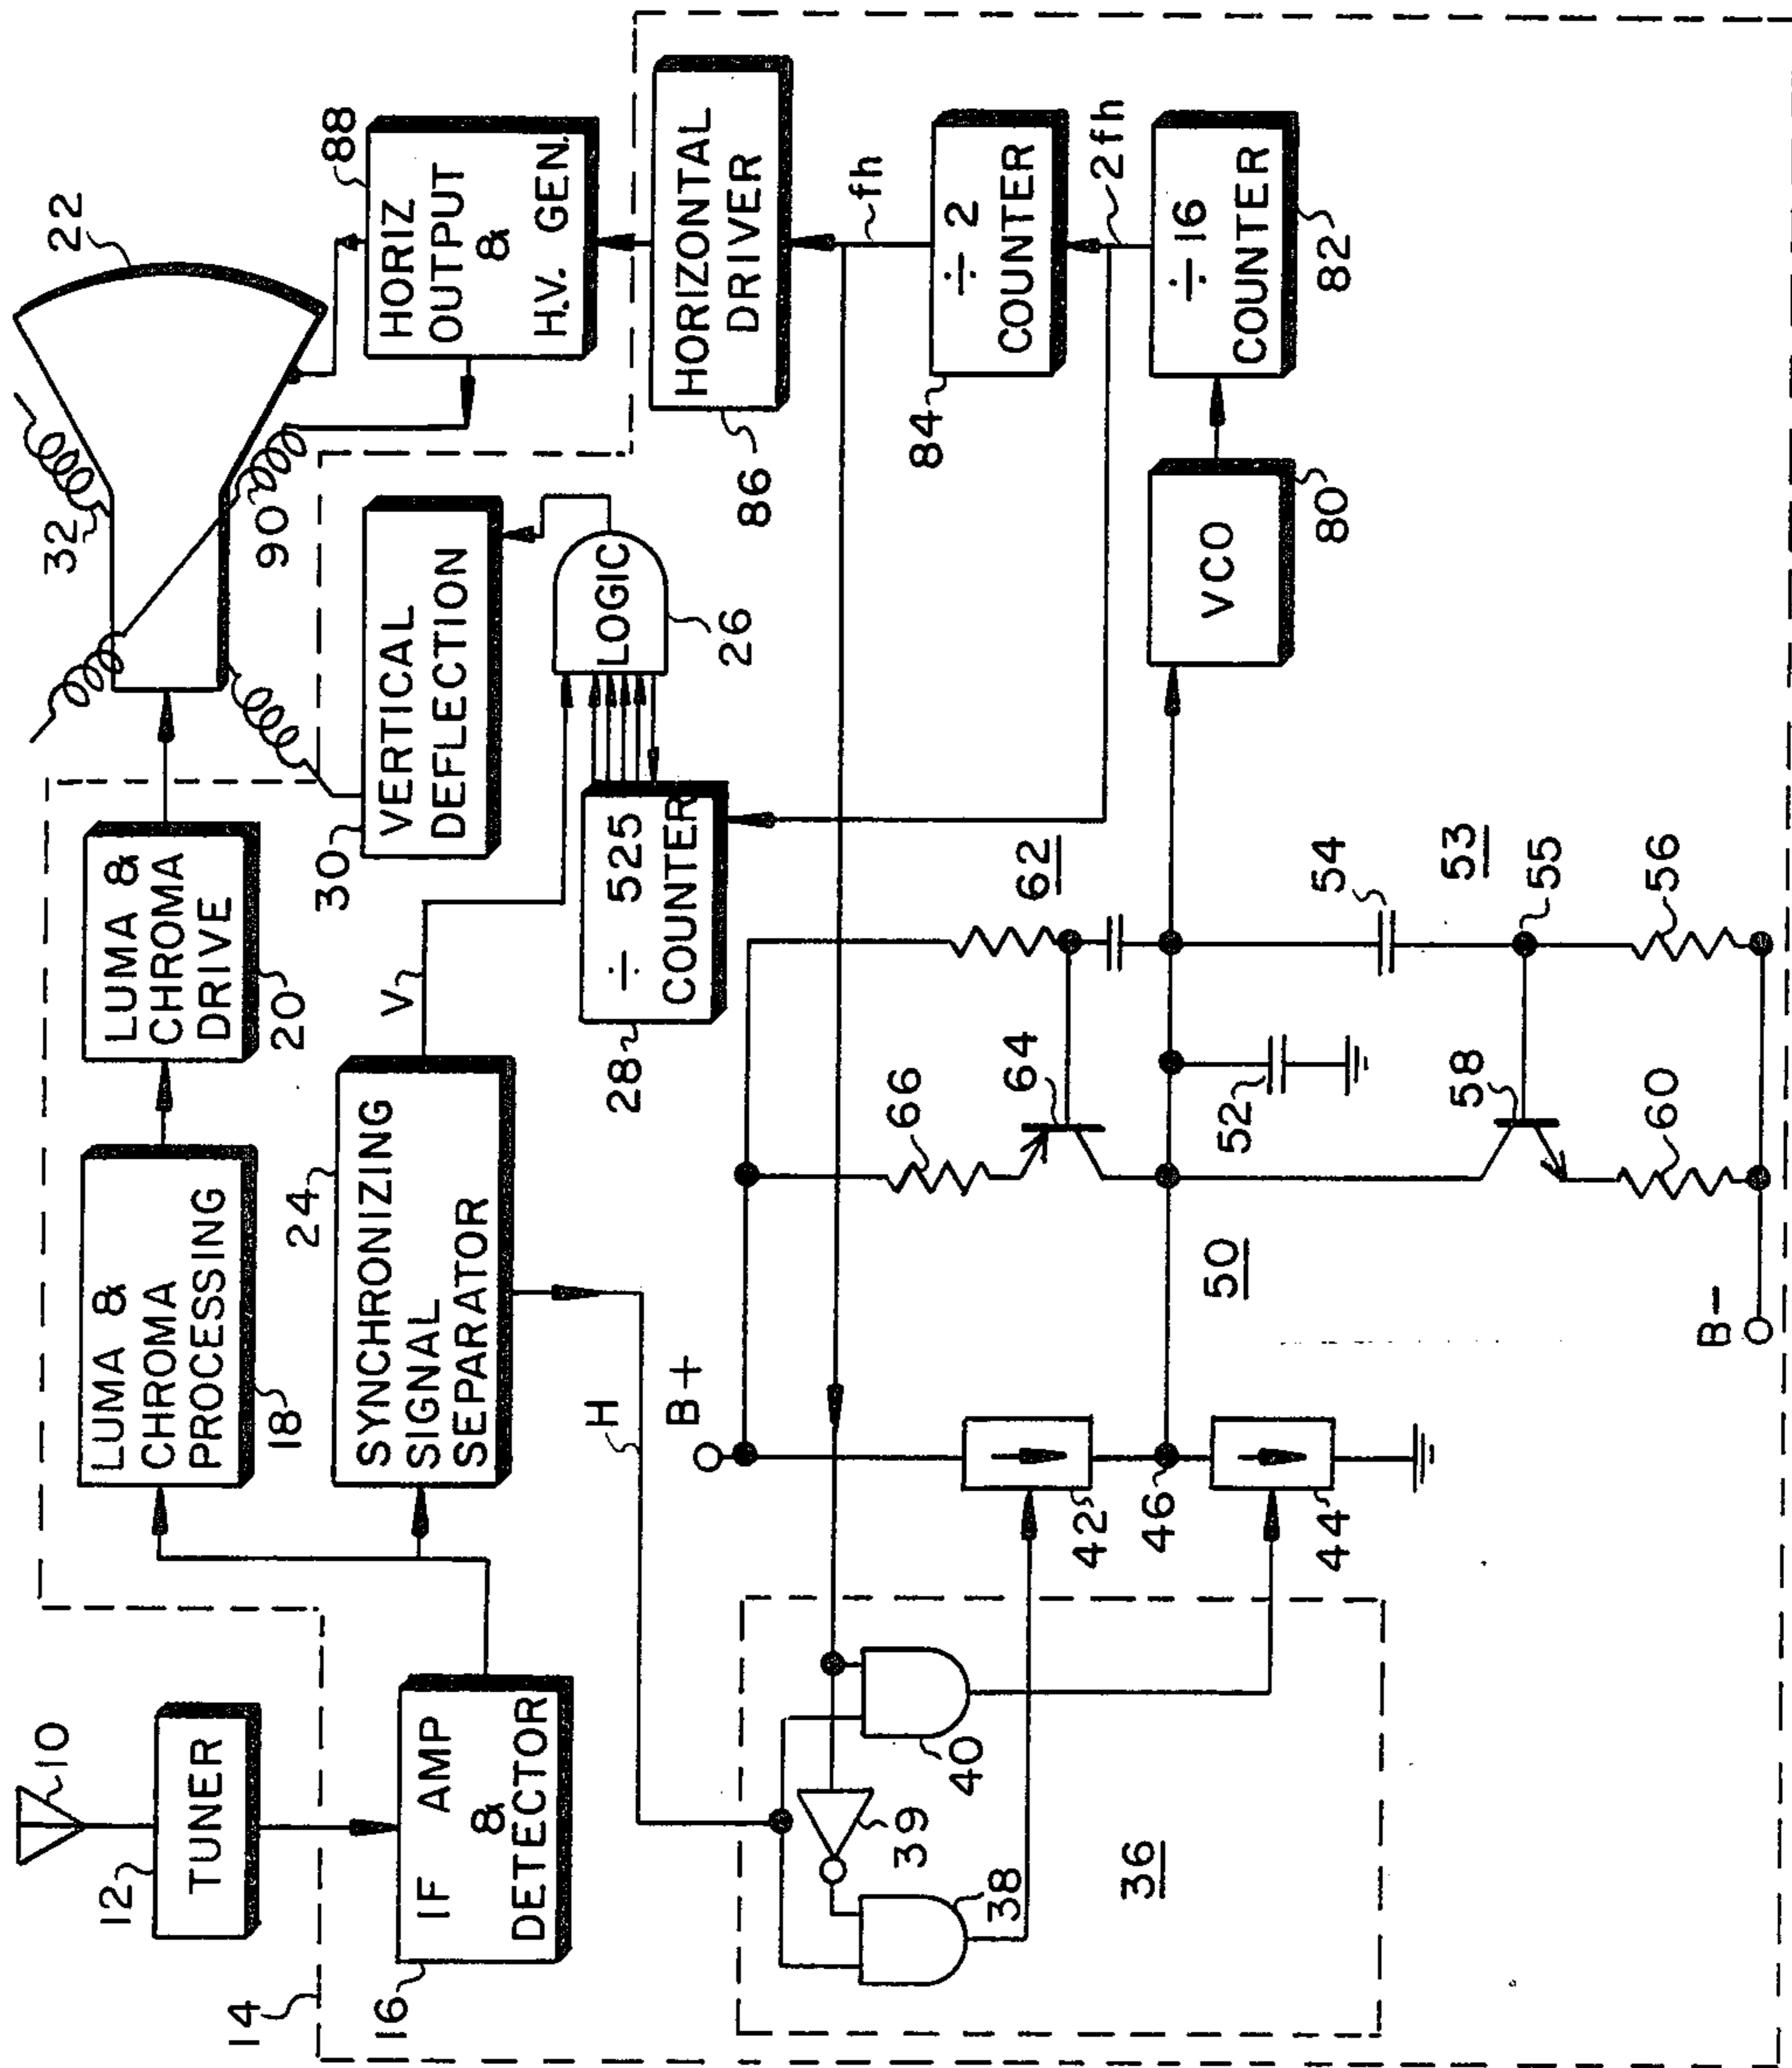 10
12
TUNER
14
16
IF AMP
&
DETECTOR
LUMA &
CHROMA
PROCESSING
18
LUMA &
CHROMA
DRIVE
20
22
32
90
24
SYNCHRONIZING
SIGNAL
SEPARATOR
V
H
30
VERTICAL
DEFLECTION
LOGIC
26
28
÷ 525
COUNTER
88
HORIZ
OUTPUT
&
H.V. GEN.
86
HORIZONTAL
DRIVER
fh
84
÷ 2
COUNTER
2fh
÷ 16
COUNTER
82
VCO
80
B+
66
64
62
42
46
44
50
52
54
53
55
56
58
60
B-
39
40
38
36